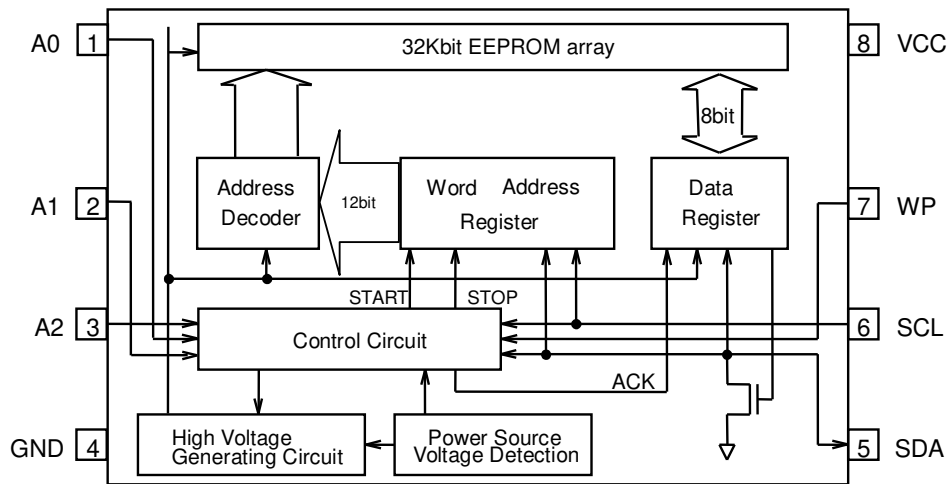 A0 1
32Kbit EEPROM array
8 VCC
8bit
A1 2
Address
Decoder
12bit
Word Address
Register
Data
Register
7 WP
START
STOP
A2 3
Control Circuit
6 SCL
ACK
GND 4
High Voltage
Generating Circuit
Power Source
Voltage Detection
5 SDA